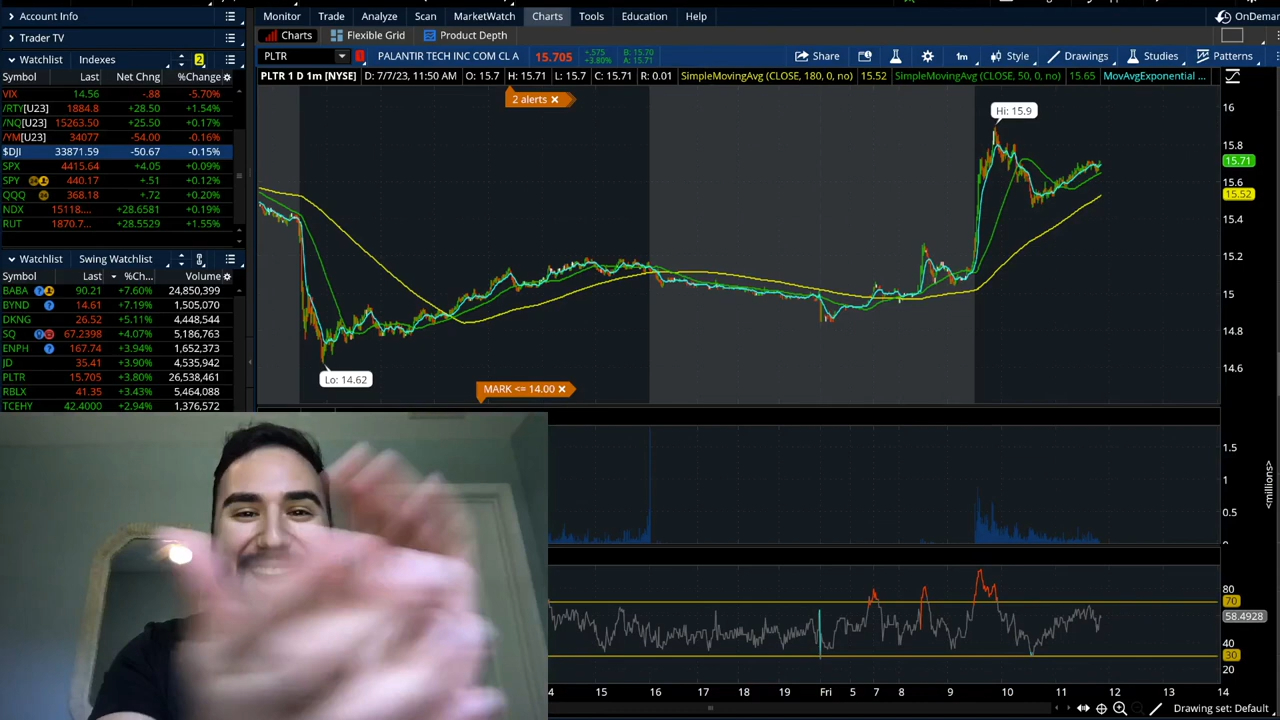 Account Info
Monitor Trade Analyze Scan MarketWatch Charts Tools Education Help
OnDeman
Trader TV
Charts Flexible Grid Product Depth
Watchlist Indexes 2
PLTR PALANTIR TECH INC COM CL A 15.705 +.575 +3.80% B: 15.70 A: 15.71 Share 1m Style Drawings Studies Patterns
Symbol Last Net Chng %Change
PLTR 1 D 1m [NYSE] D: 7/7/23, 11:50 AM O: 15.7 H: 15.71 L: 15.7 C: 15.71 R: 0.01 SimpleMovingAvg (CLOSE, 180, 0, no) 15.52 SimpleMovingAvg (CLOSE, 50, 0, no) 15.65 MovAvgExponential ...
VIX 14.56 -.88 -5.70%
/RTY[U23] 1884.8 +28.50 +1.54%
/NQ[U23] 15263.50 +25.50 +0.17%
/YM[U23] 34077 -54.00 -0.16%
$DJI 33871.59 -50.67 -0.15%
SPX 4415.64 +4.05 +0.09%
SPY 440.17 +.51 +0.12%
QQQ 368.18 +.72 +0.20%
NDX 15118.... +28.6581 +0.19%
RUT 1870.7... +28.5529 +1.55%
2 alerts
Hi: 15.9
16
15.8
15.71
15.6
15.52
15.4
15.2
15
14.8
14.6
Lo: 14.62
MARK <= 14.00
Watchlist Swing Watchlist
Symbol Last %Ch... Volume
BABA 90.21 +7.60% 24,850,399
BYND 14.61 +7.19% 1,505,070
DKNG 26.52 +5.11% 4,448,544
SQ 67.2398 +4.07% 5,186,763
ENPH 167.74 +3.94% 1,652,373
JD 35.41 +3.90% 4,535,942
PLTR 15.705 +3.80% 26,538,461
RBLX 41.35 +3.43% 5,464,088
TCEHY 42.4000 +2.94% 1,376,572
1.5
1
0.5
<millions>
80
70
58.4928
40
30
20
15 16 17 18 19 Fri 5 7 8 9 10 11 12 13 14
Drawing set: Default